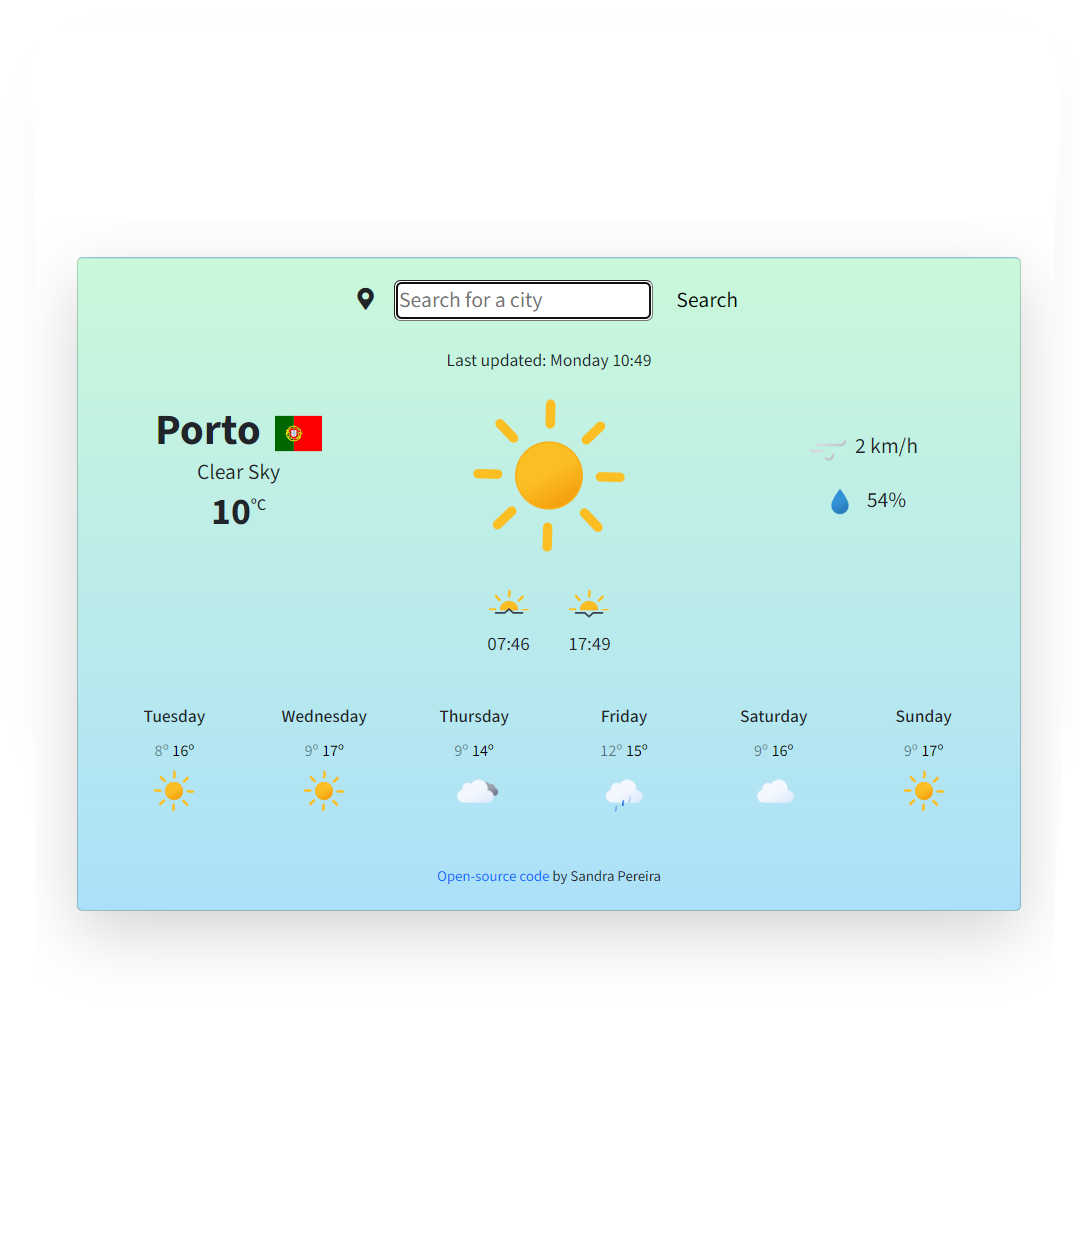 Search for a city Search
Last updated: Monday 10:49
Porto
Clear Sky
10°C
2 km/h
54%
07:46 17:49
Tuesday Wednesday Thursday Friday Saturday Sunday
8° 16° 9° 17° 9° 14° 12° 15° 9° 16° 9° 17°
Open-source code by Sandra Pereira